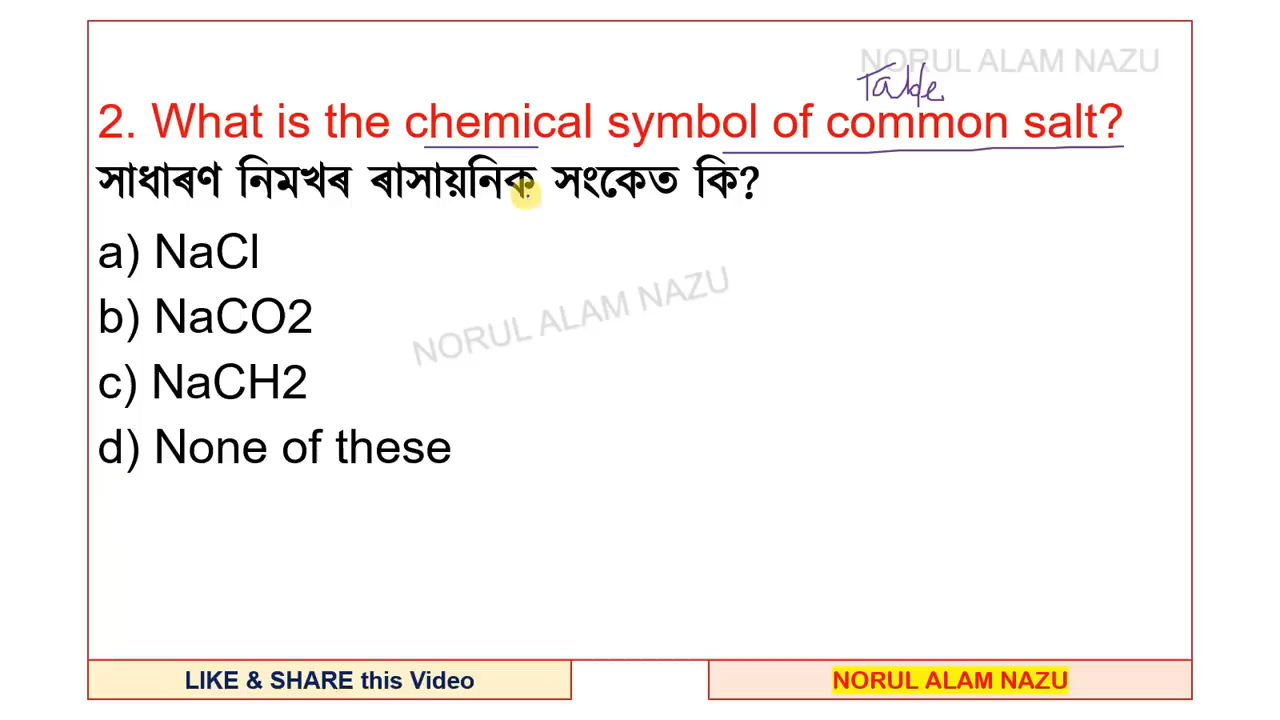 NORUL ALAM NAZU
Table
2. What is the chemical symbol of common salt?
সাধাৰণ নিমখৰ ৰাসায়নিক সংকেত কি?
a) NaCl
b) NaCO2
NORUL ALAM NAZU
c) NaCH2
d) None of these
LIKE & SHARE this Video
NORUL ALAM NAZU